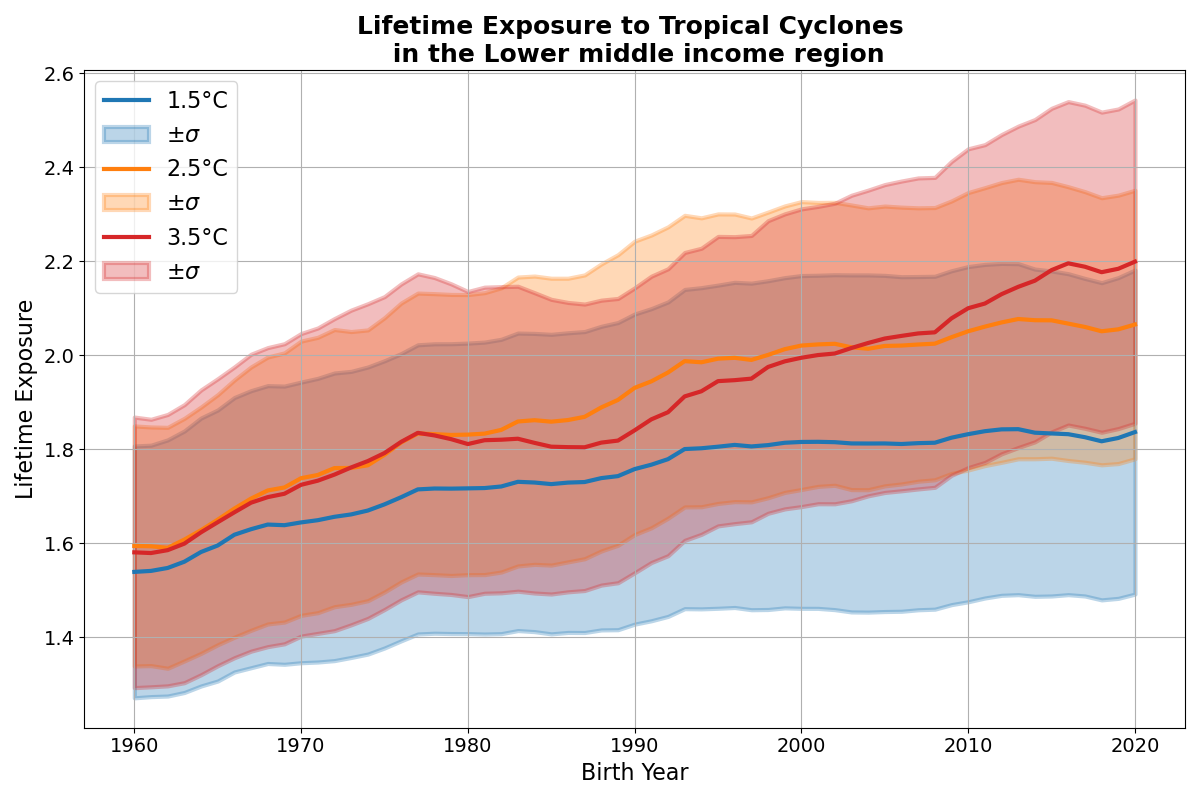 Lifetime Exposure to Tropical Cyclones
in the Lower middle income region
2.6
2.4
2.2
2.0
1.8
1.6
1.4
Lifetime Exposure
1.5°C
±σ
2.5°C
±σ
3.5°C
±σ
1960
1970
1980
1990
2000
2010
2020
Birth Year